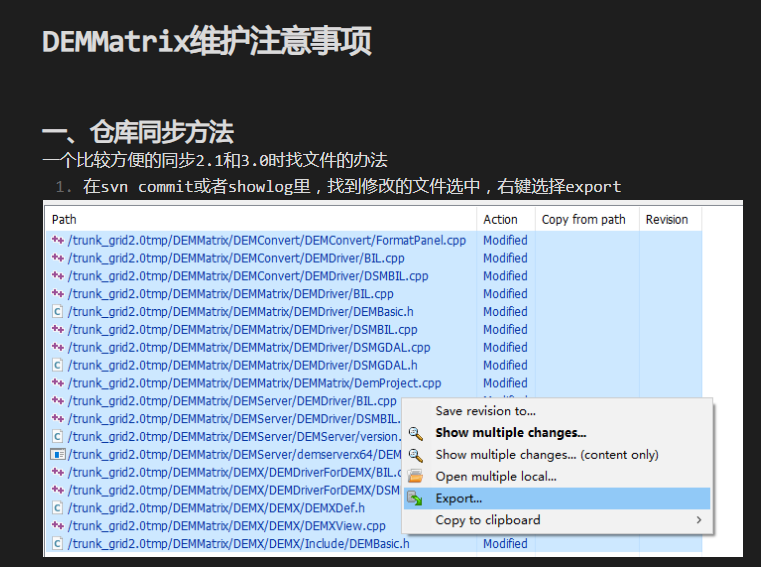 DEMMatrix维护注意事项
一、仓库同步方法
一个比较方便的同步2.1和3.0时找文件的办法
1. 在svn commit或者showlog里，找到修改的文件选中，右键选择export
Path Action Copy from path Revision
/trunk_grid2.0tmp/DEMMatrix/DEMConvert/DEMConvert/FormatPanel.cpp Modified
/trunk_grid2.0tmp/DEMMatrix/DEMConvert/DEMDriver/BIL.cpp Modified
/trunk_grid2.0tmp/DEMMatrix/DEMConvert/DEMDriver/DSMBIL.cpp Modified
/trunk_grid2.0tmp/DEMMatrix/DEMMatrix/DEMDriver/BIL.cpp Modified
/trunk_grid2.0tmp/DEMMatrix/DEMMatrix/DEMDriver/DEMBasic.h Modified
/trunk_grid2.0tmp/DEMMatrix/DEMMatrix/DEMDriver/DSMBIL.cpp Modified
/trunk_grid2.0tmp/DEMMatrix/DEMMatrix/DEMDriver/DSMGDAL.cpp Modified
/trunk_grid2.0tmp/DEMMatrix/DEMMatrix/DEMDriver/DSMGDAL.h Modified
/trunk_grid2.0tmp/DEMMatrix/DEMMatrix/DEMMatrix/DemProject.cpp Modified
/trunk_grid2.0tmp/DEMMatrix/DEMServer/DEMDriver/BIL.cpp
/trunk_grid2.0tmp/DEMMatrix/DEMServer/DEMDriver/DSMBIL.
/trunk_grid2.0tmp/DEMMatrix/DEMServer/DEMServer/version.
/trunk_grid2.0tmp/DEMMatrix/DEMServer/demserverx64/DEM
/trunk_grid2.0tmp/DEMMatrix/DEMX/DEMDriverForDEMX/BIL.c
/trunk_grid2.0tmp/DEMMatrix/DEMX/DEMDriverForDEMX/DSM
/trunk_grid2.0tmp/DEMMatrix/DEMX/DEMX/DEMXDef.h
/trunk_grid2.0tmp/DEMMatrix/DEMX/DEMX/DEMXView.cpp
/trunk_grid2.0tmp/DEMMatrix/DEMX/DEMX/Include/DEMBasic.h Modified
Save revision to...
Show multiple changes...
Show multiple changes... (content only)
Open multiple local...
Export...
Copy to clipboard